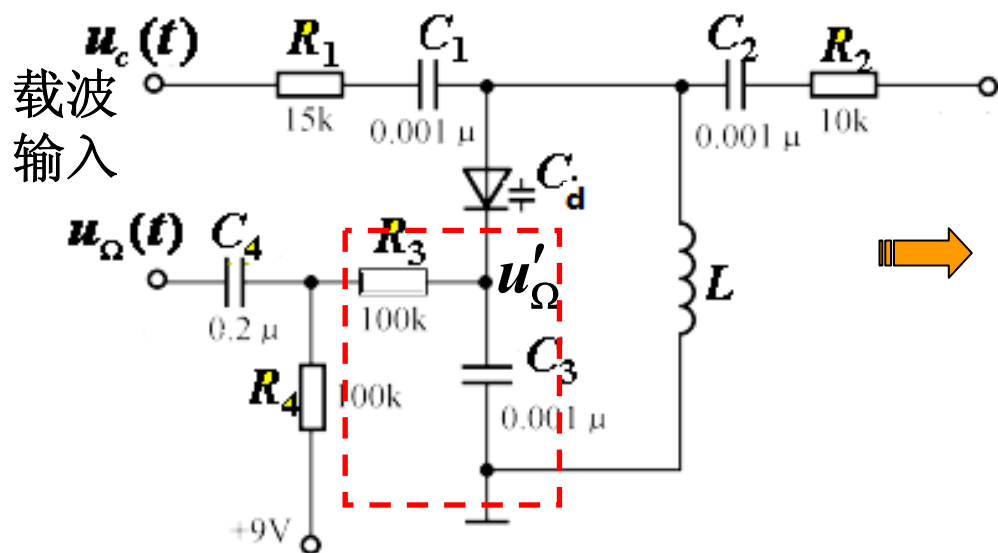 u_c(t)
R_1
C_1
C_2
R_2
载波
输入
15k
0.001 μ
0.001 μ
10k
C_d
u_Ω(t)
C_4
R_3
u'_Ω
L
0.2 μ
100k
C_3
R_4
100k
0.001 μ
+9V